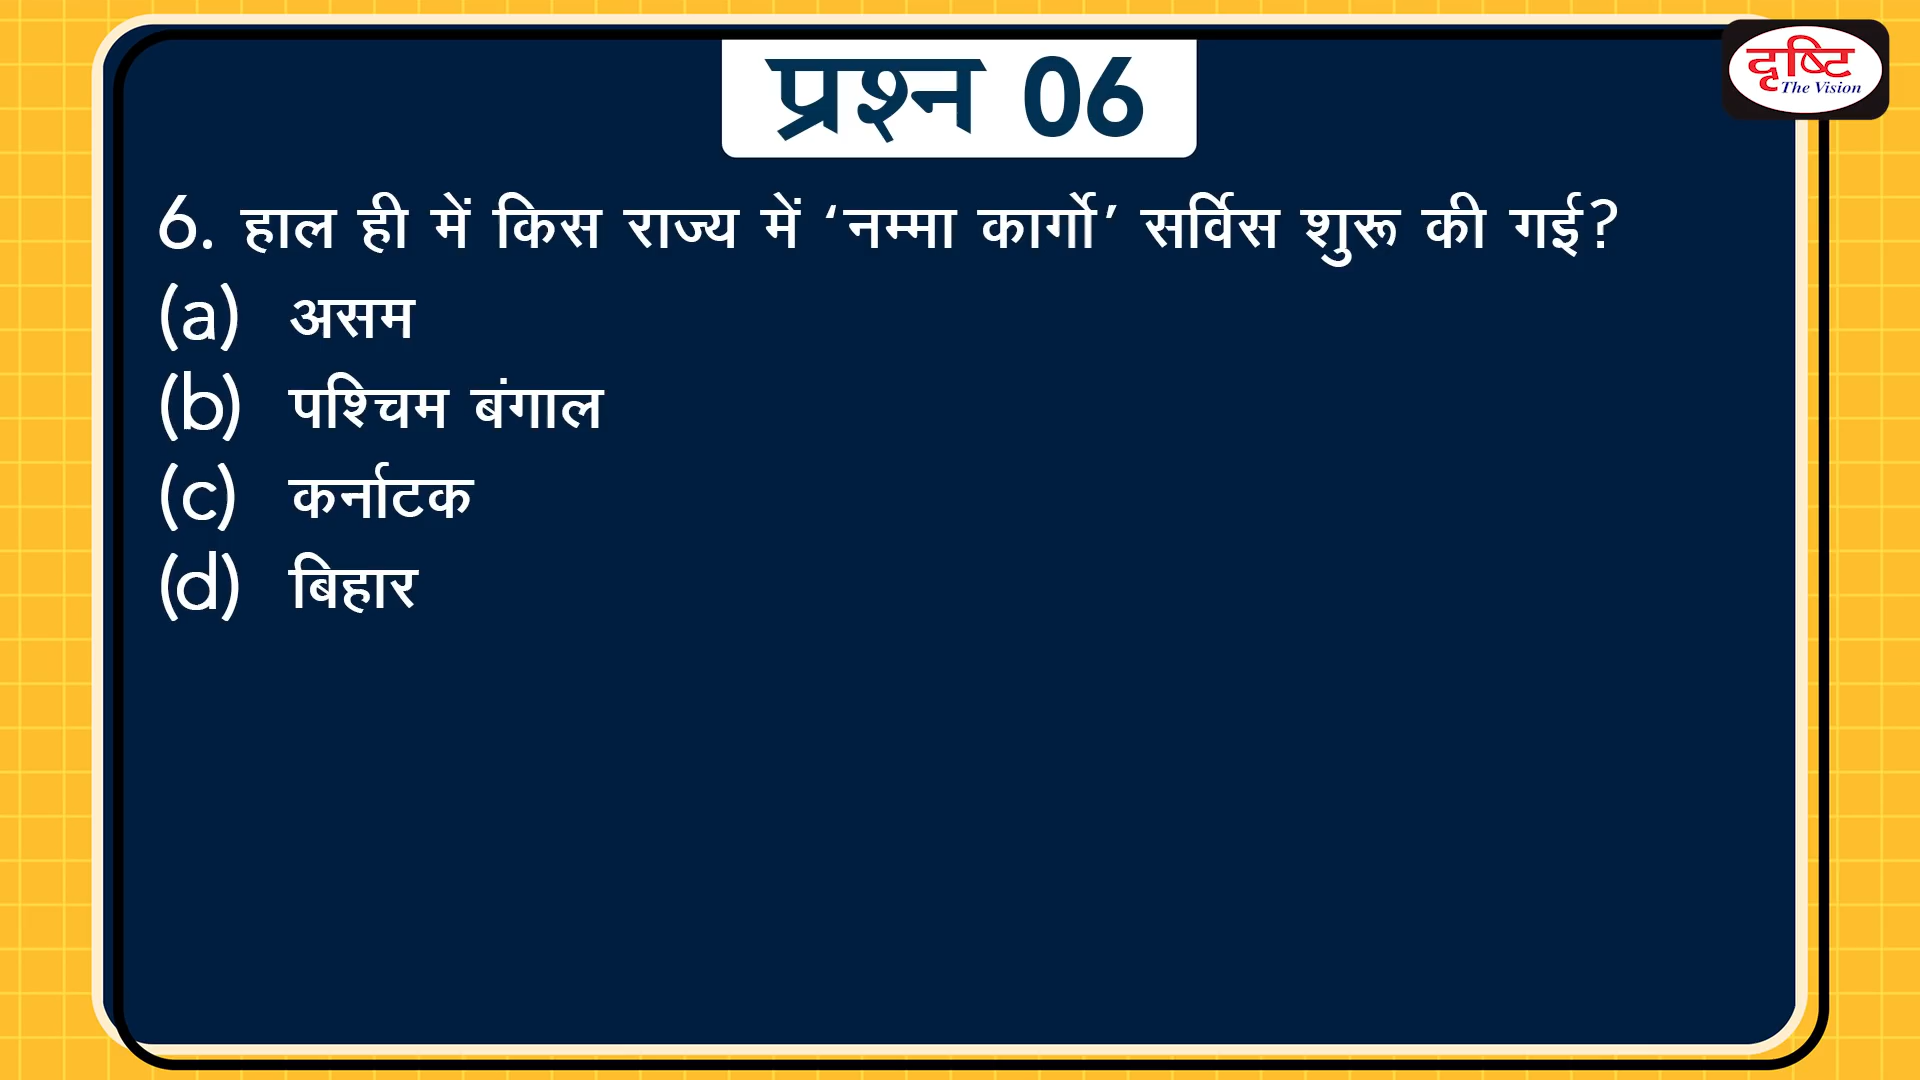 दृष्टि
The Vision
प्रश्न 06
6. हाल ही में किस राज्य में ‘नम्मा कार्गो’ सर्विस शुरू की गई?
(a) असम
(b) पश्चिम बंगाल
(c) कर्नाटक
(d) बिहार